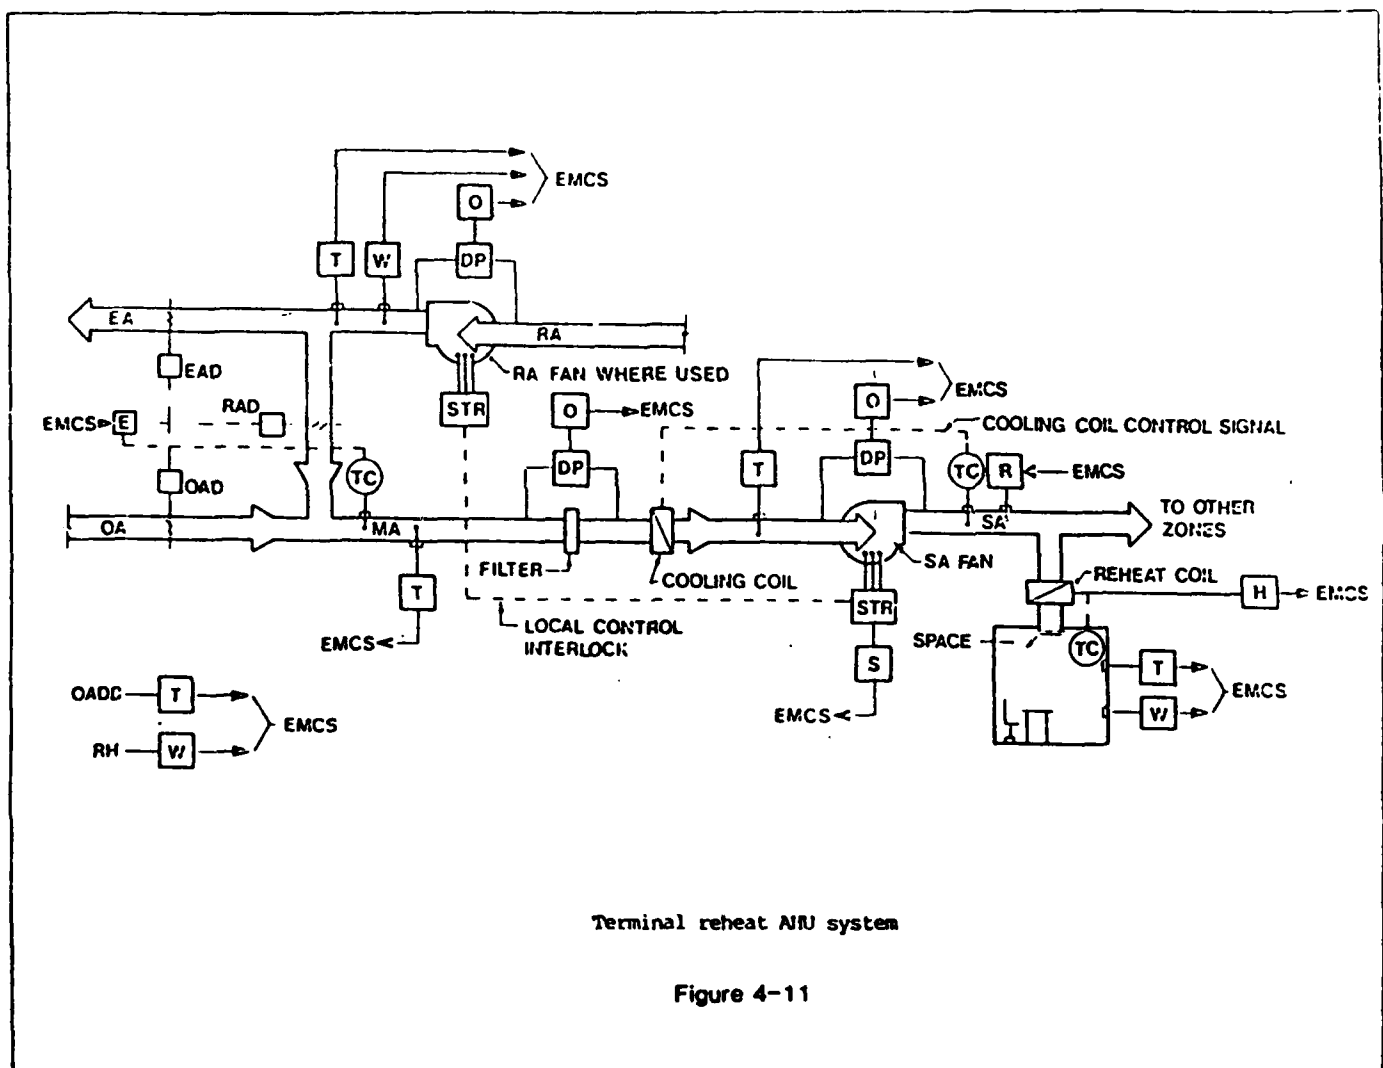 EMCS
O
T
W
DP
EA
RA
EAD
RA FAN WHERE USED
RAD
STR
O
EMCS
EMCS
E
EMCS
O
COOLING COIL CONTROL SIGNAL
OAD
TC
DP
T
DP
TC
R
EMCS
OA
MA
SA
TO OTHER
ZONES
FILTER
COOLING COIL
SA FAN
REHEAT COIL
T
STR
H
EMCS
LOCAL CONTROL
INTERLOCK
EMCS
SPACE
TC
S
T
EMCS
W
EMCS
T
EMCS
RH
W
Terminal reheat AHU system
Figure 4-11